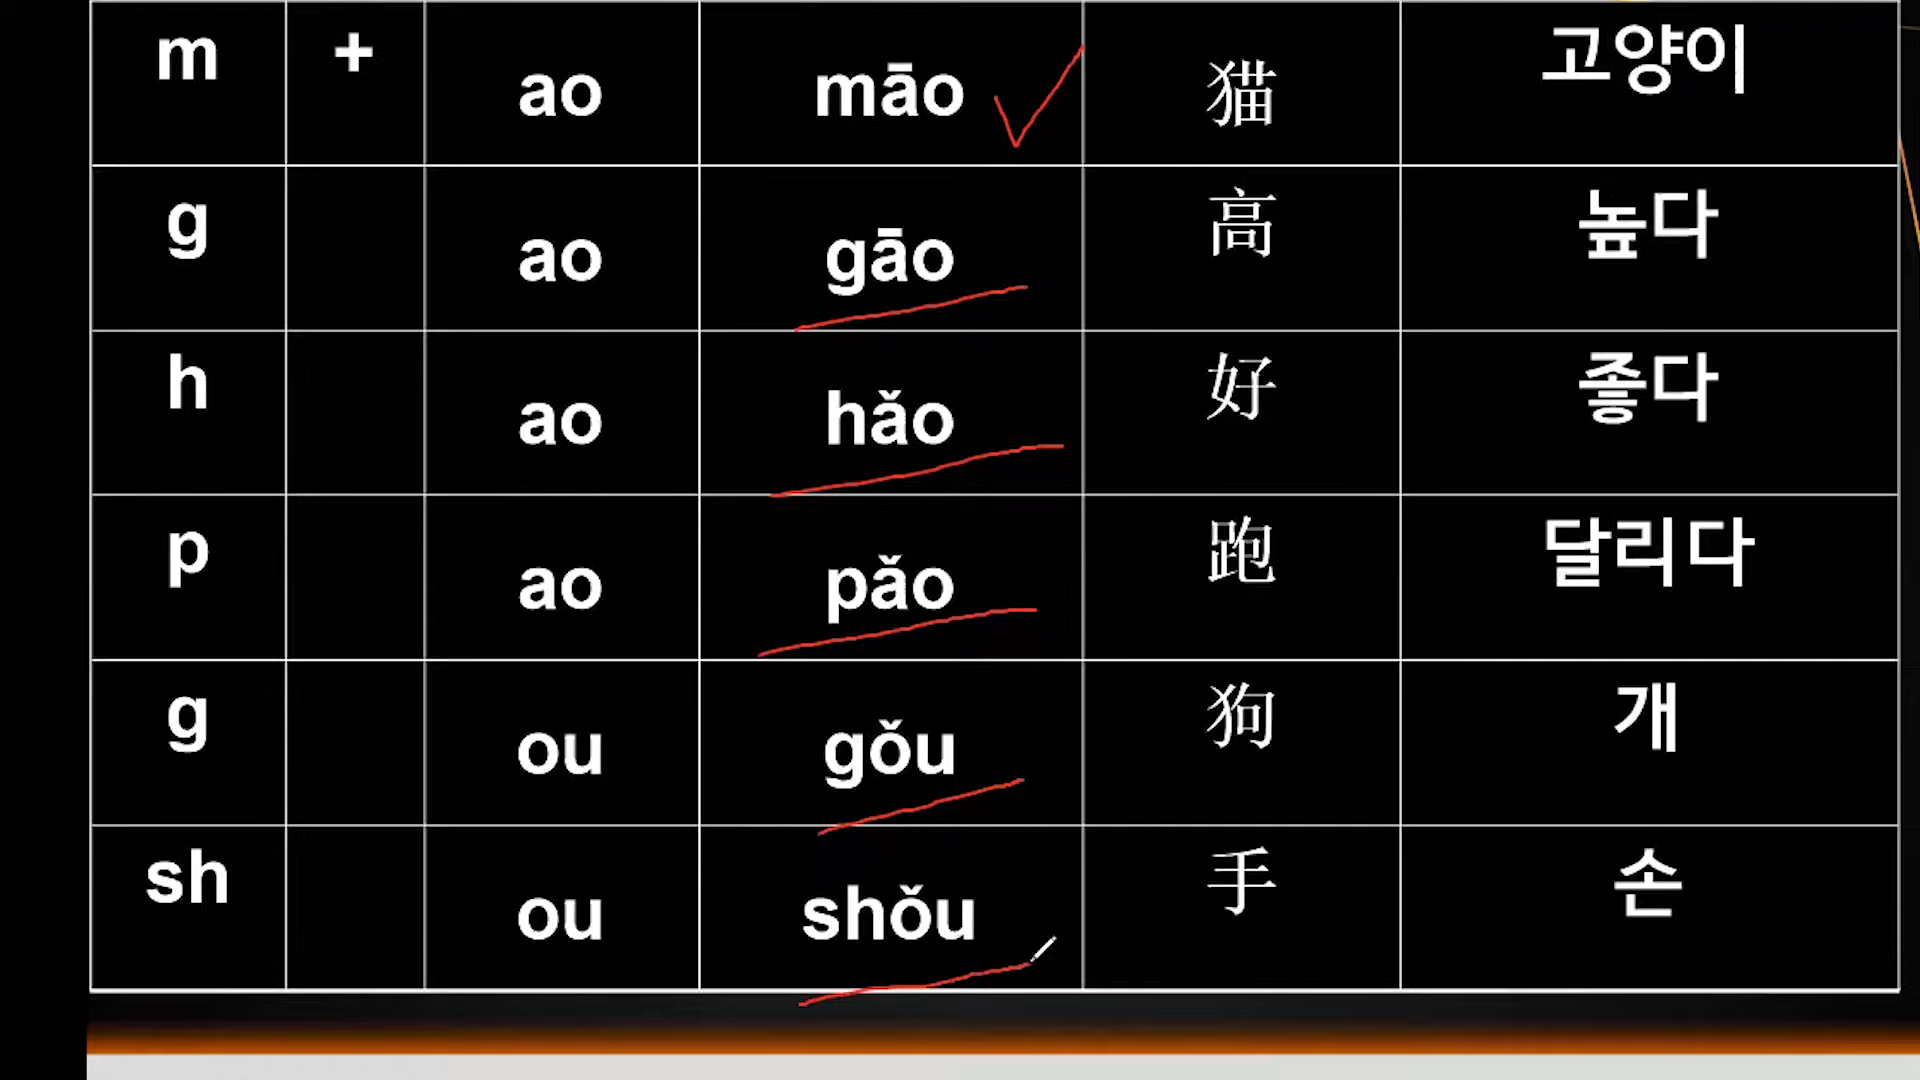 m + ao māo 猫 고양이
g ao gāo 高 높다
h ao hǎo 好 좋다
p ao pǎo 跑 달리다
g ou gǒu 狗 개
sh ou shǒu 手 손